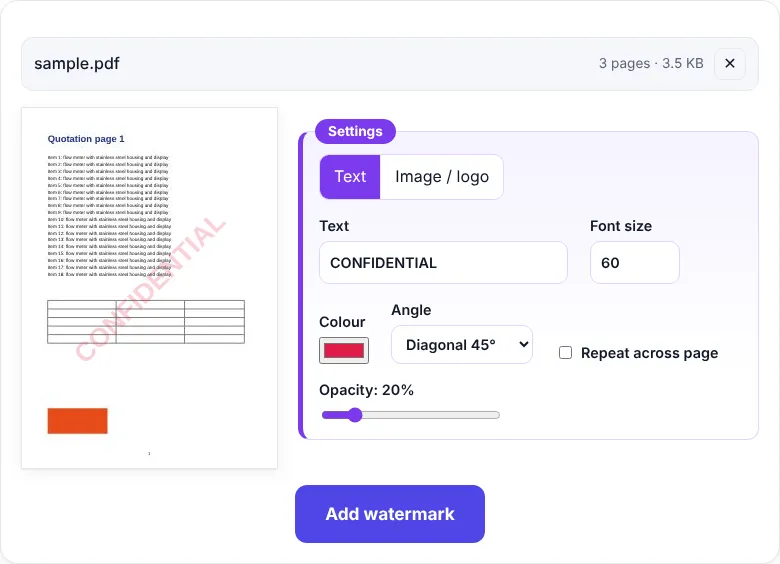 sample.pdf
3 pages · 3.5 KB
Quotation page 1
Item 1: flow meter with stainless steel housing and display
Item 2: flow meter with stainless steel housing and display
Item 3: flow meter with stainless steel housing and display
Item 4: flow meter with stainless steel housing and display
Item 5: flow meter with stainless steel housing and display
Item 6: flow meter with stainless steel housing and display
Item 7: flow meter with stainless steel housing and display
Item 8: flow meter with stainless steel housing and display
Item 9: flow meter with stainless steel housing and display
Item 10: flow meter with stainless steel housing and display
Item 11: flow meter with stainless steel housing and display
Item 12: flow meter with stainless steel housing and display
Item 13: flow meter with stainless steel housing and display
Item 14: flow meter with stainless steel housing and display
Item 15: flow meter with stainless steel housing and display
Item 16: flow meter with stainless steel housing and display
Item 17: flow meter with stainless steel housing and display
Item 18: flow meter with stainless steel housing and display
CONFIDENTIAL
1
Settings
Text
Image / logo
Text
Font size
CONFIDENTIAL
60
Colour
Angle
Diagonal 45°
Repeat across page
Opacity: 20%
Add watermark